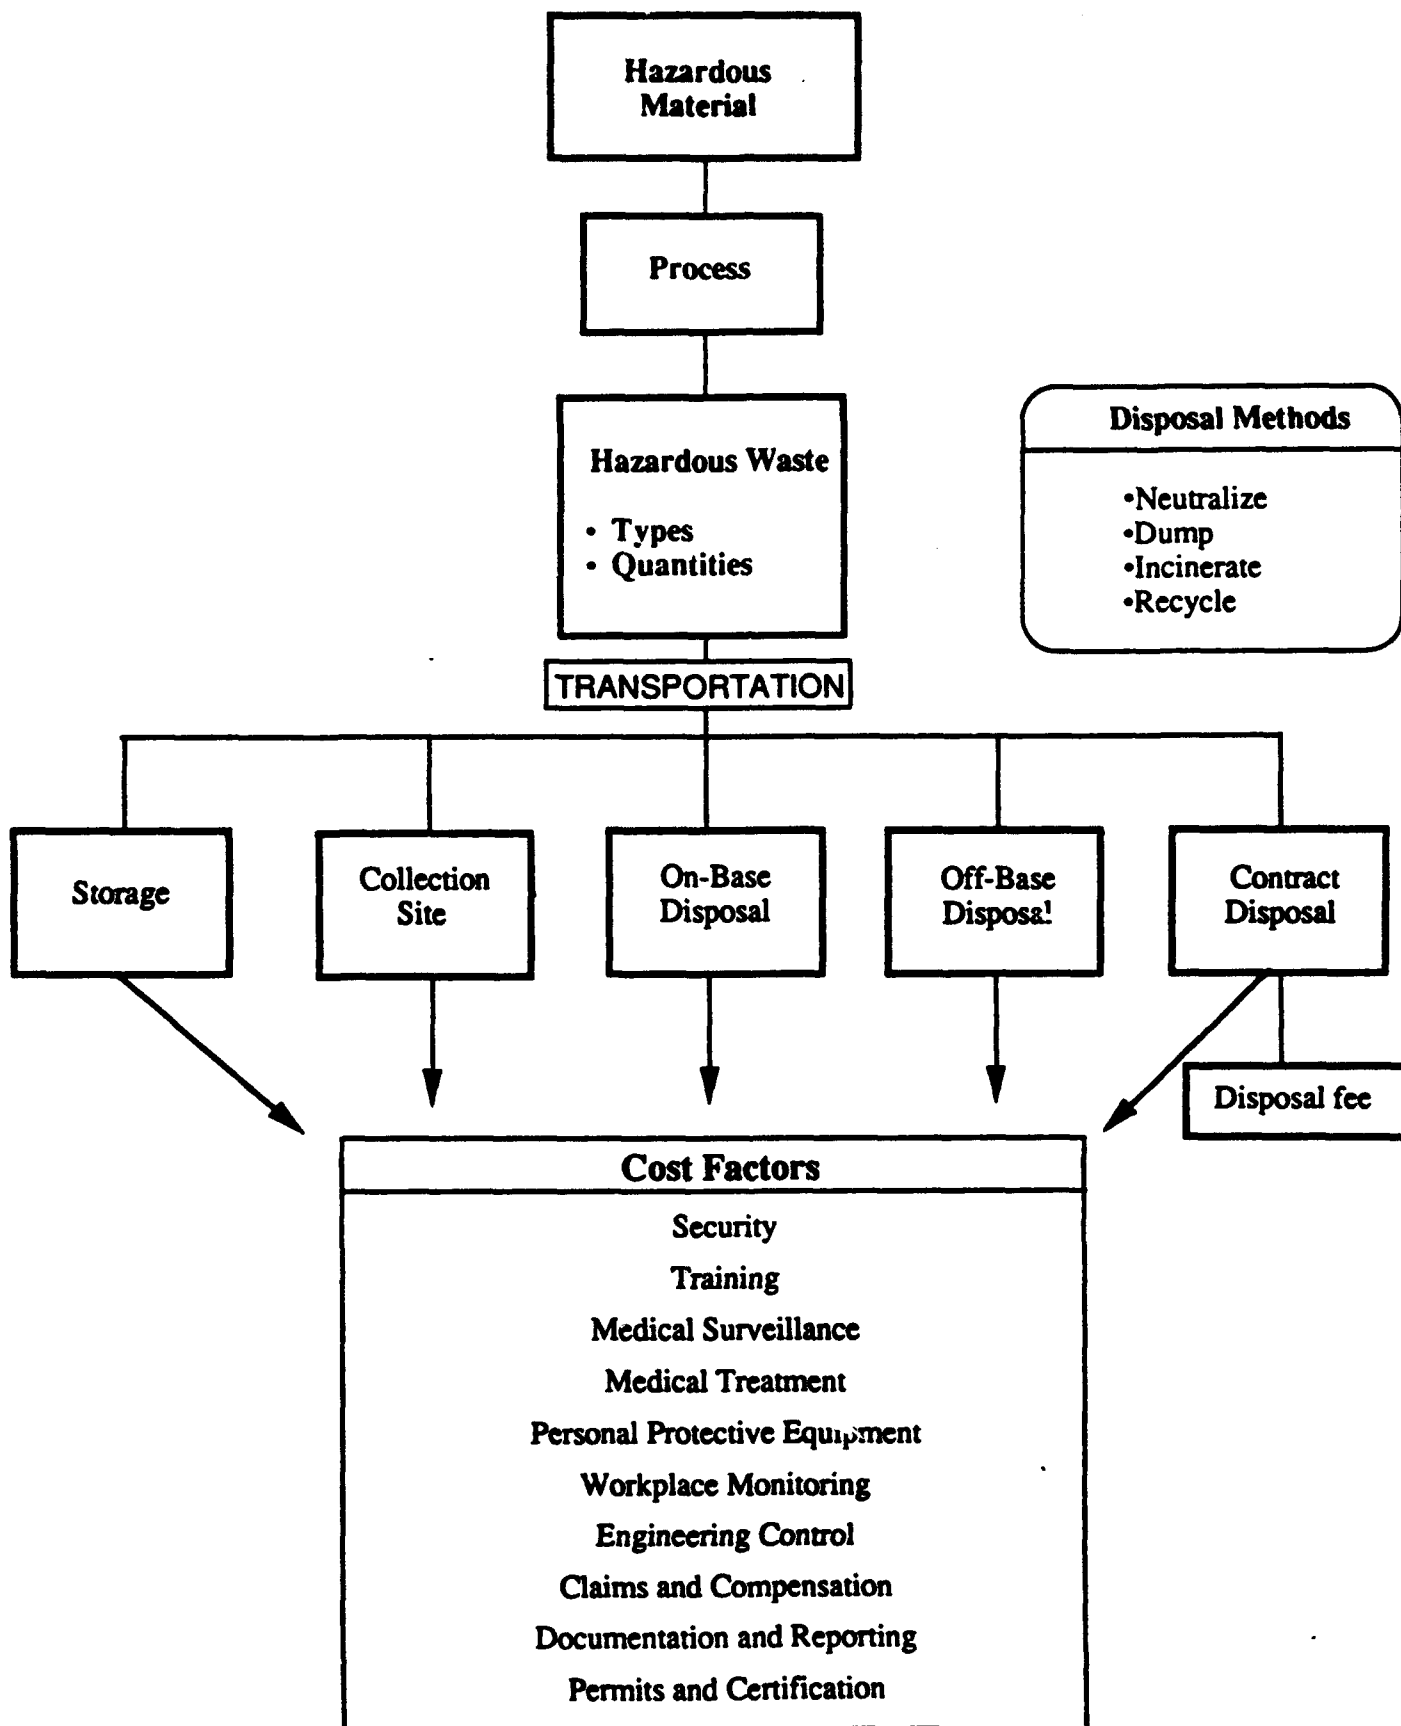 Hazardous
Material
Process
Hazardous Waste
• Types
• Quantities
Disposal Methods
•Neutralize
•Dump
•Incinerate
•Recycle
TRANSPORTATION
Storage
Collection
Site
On-Base
Disposal
Off-Base
Disposal
Contract
Disposal
Disposal fee
Cost Factors
Security
Training
Medical Surveillance
Medical Treatment
Personal Protective Equipment
Workplace Monitoring
Engineering Control
Claims and Compensation
Documentation and Reporting
Permits and Certification